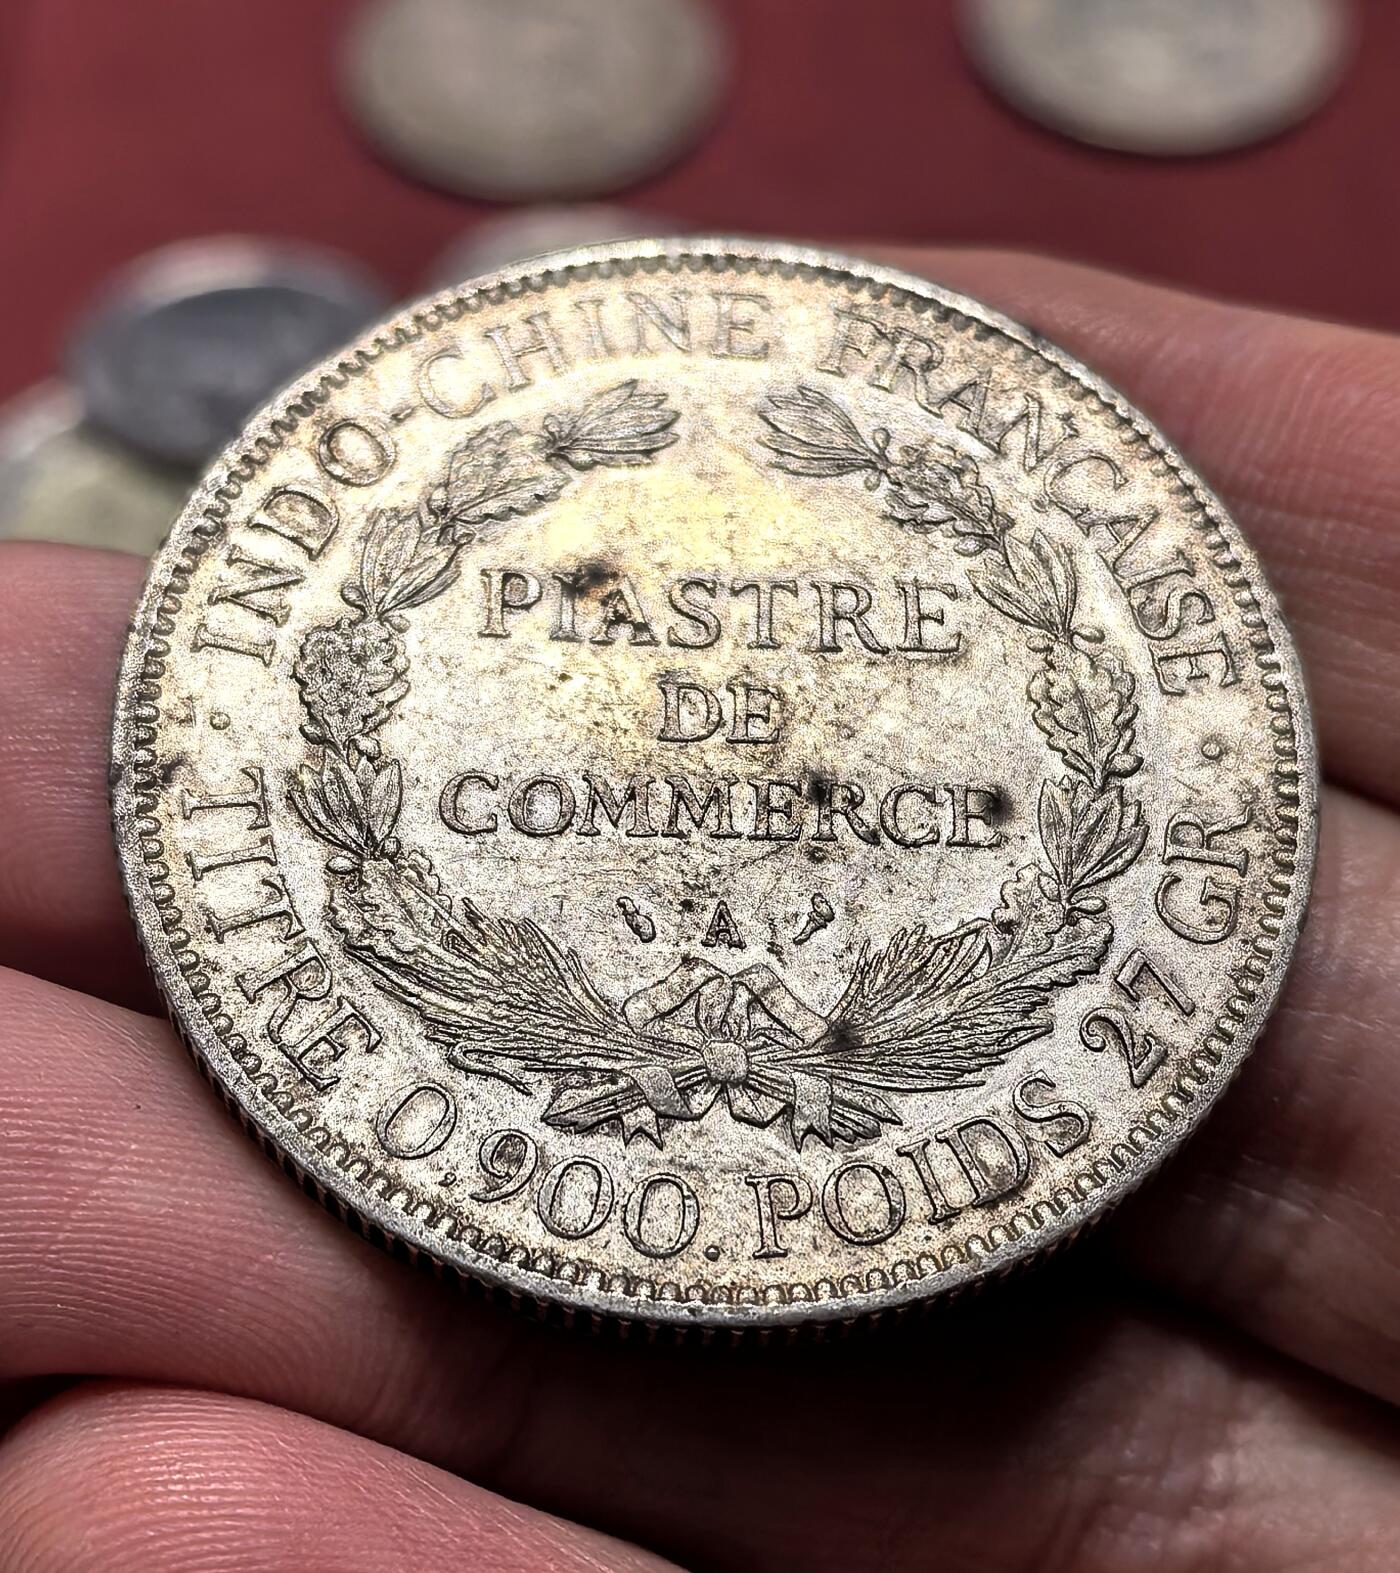 INDO-CHINE FRANÇAISE
PIASTRE
DE
COMMERCE
A
TITRE 0,900. POIDS 27 GR.